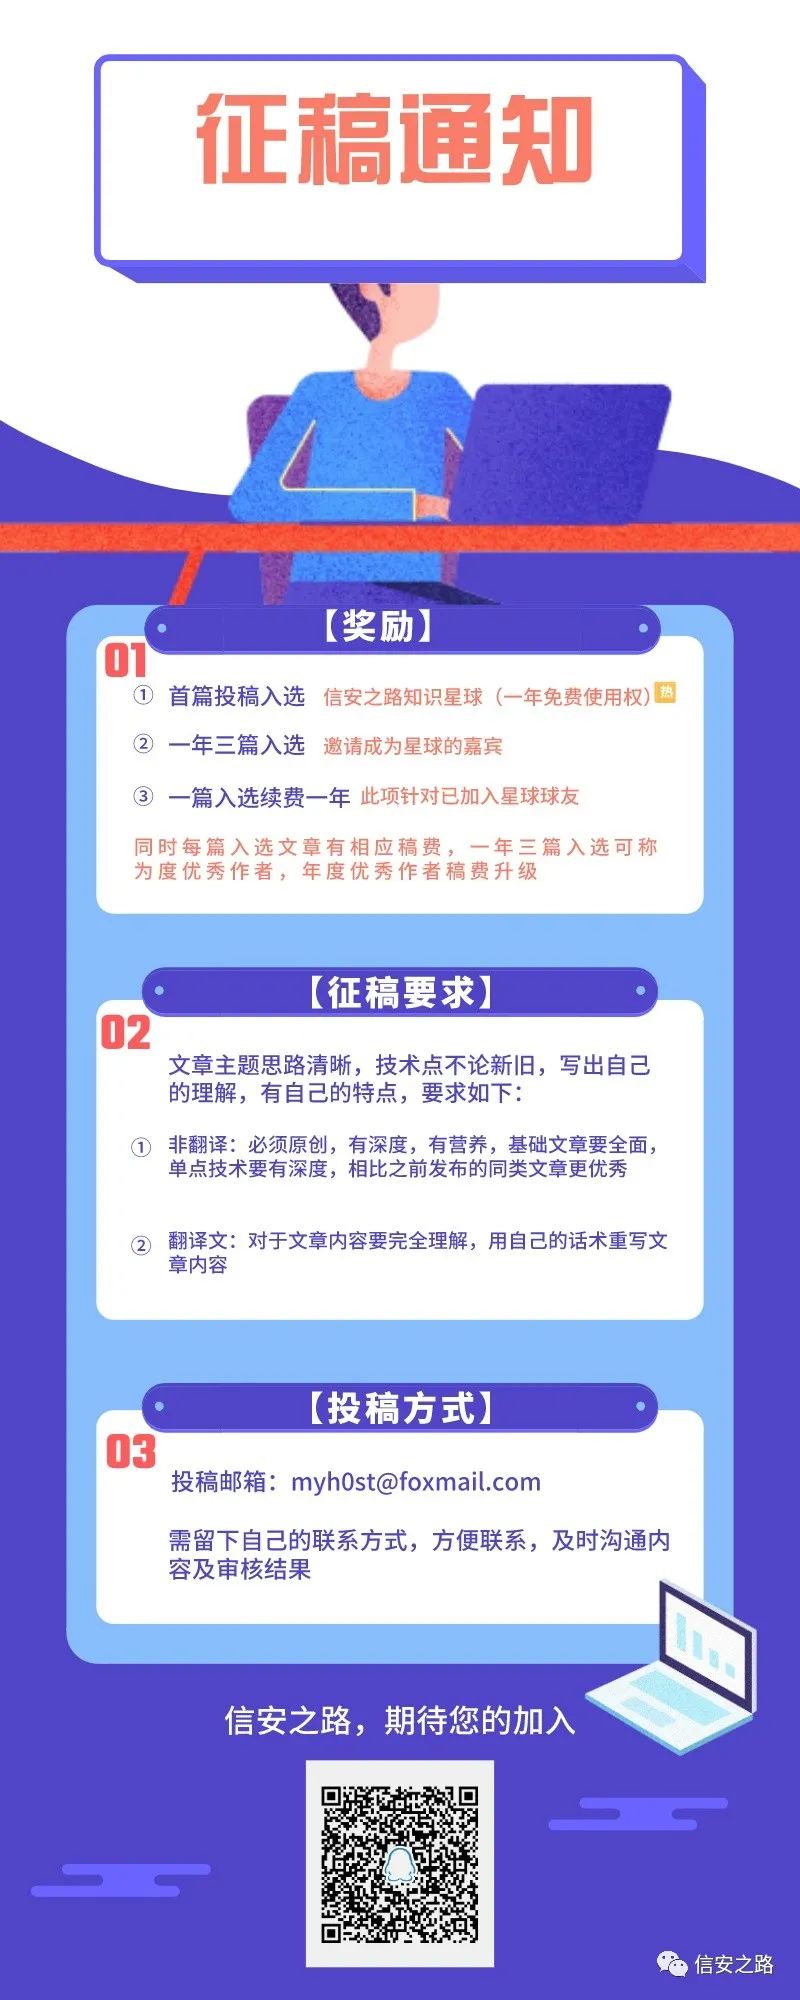 征稿通知
【奖励】
01
① 首篇投稿入选 信安之路知识星球（一年免费使用权） 热
② 一年三篇入选 邀请成为星球的嘉宾
③ 一篇入选续费一年 此项针对已加入星球球友
同时每篇入选文章有相应稿费，一年三篇入选可称
为度优秀作者，年度优秀作者稿费升级
【征稿要求】
02
文章主题思路清晰，技术点不论新旧，写出自己
的理解，有自己的特点，要求如下：
① 非翻译：必须原创，有深度，有营养，基础文章要全面，
单点技术要有深度，相比之前发布的同类文章更优秀
② 翻译文：对于文章内容要完全理解，用自己的话术重写文
章内容
【投稿方式】
03
投稿邮箱：myh0st@foxmail.com
需留下自己的联系方式，方便联系，及时沟通内
容及审核结果
信安之路，期待您的加入
信安之路